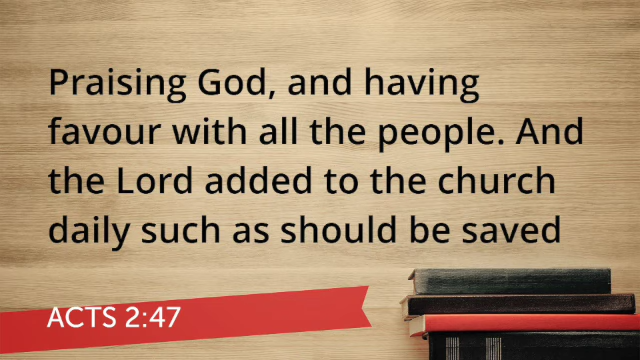 Praising God, and having
favour with all the people. And
the Lord added to the church
daily such as should be saved
ACTS 2:47